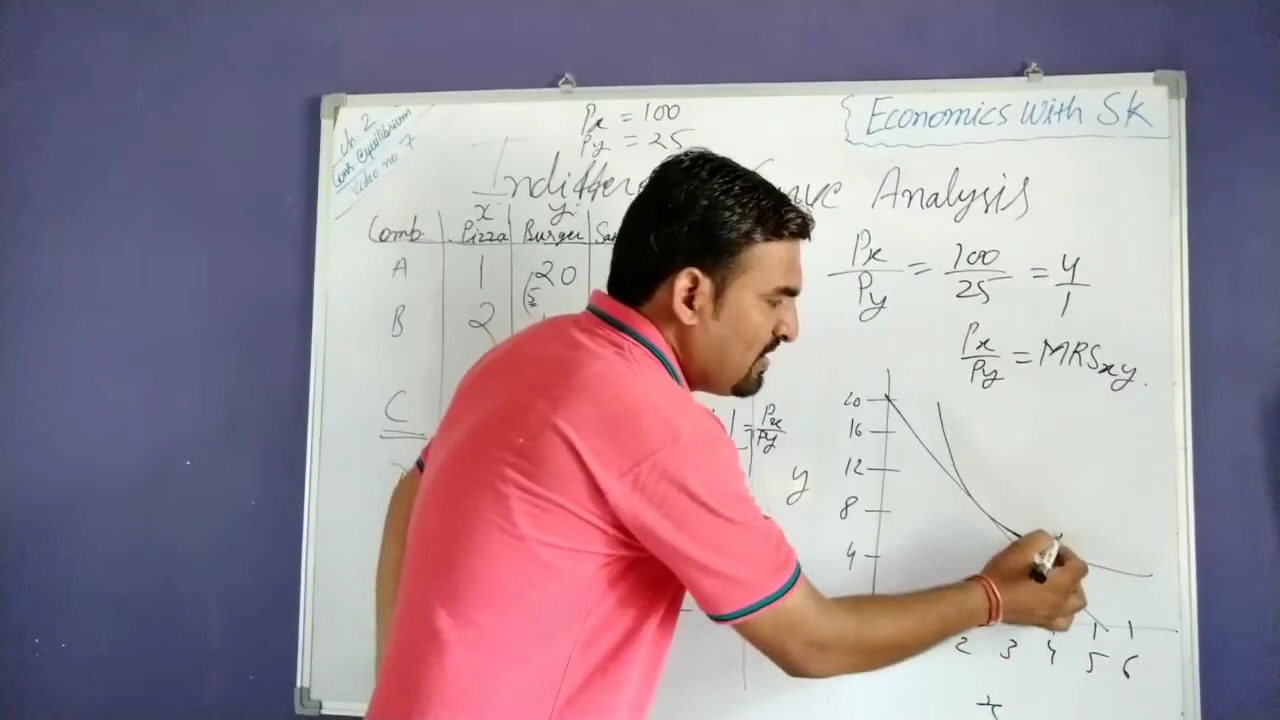 Ch. 2
Cons. Equilibrium
Video no 7
Px = 100
Py = 25
Economics with SK
Analysis
Comb.
x
Pizza
y
Burger
A
1
20
B
2
5
C
Px/Py = 100/25 = 4/1
Px/Py = MRSxy.
= Px/Py
y
20
16
12
8
4
2 3 4 5 6